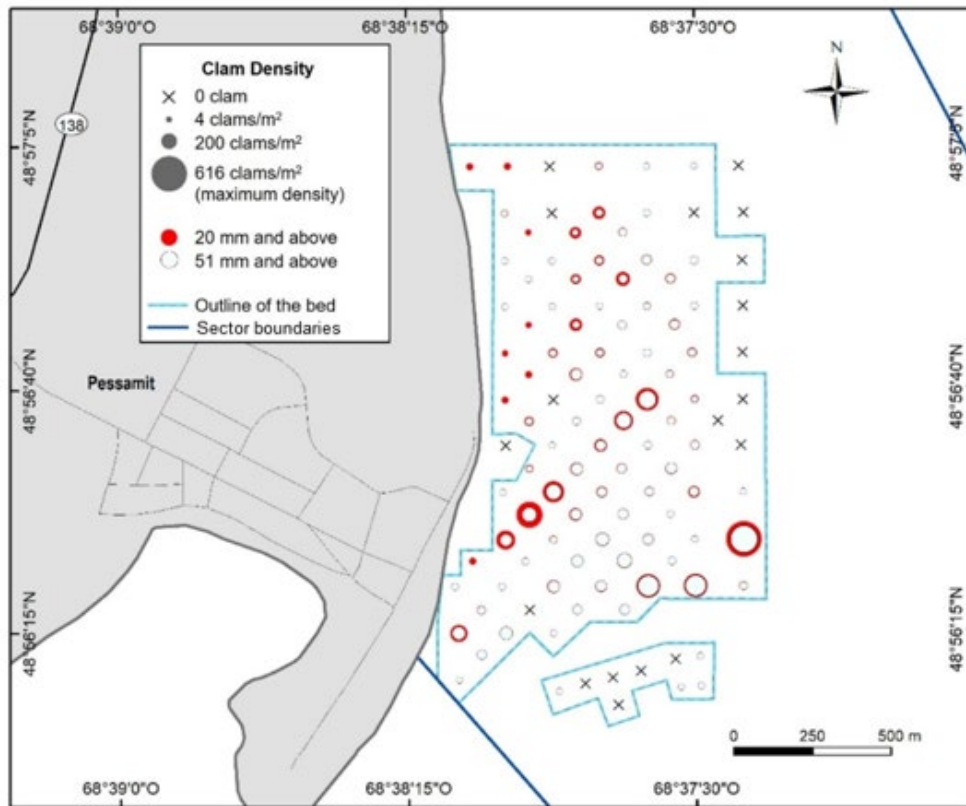 68°39'0"O 68°38'15"O 68°37'30"O
Clam Density
0 clam
4 clams/m²
200 clams/m²
616 clams/m²
(maximum density)
20 mm and above
51 mm and above
Outline of the bed
Sector boundaries
N
138
48°57'5"N 48°57'5"N
Pessamit
48°56'40"N 48°56'40"N
48°56'15"N 48°56'15"N
0 250 500 m
68°39'0"O 68°38'15"O 68°37'30"O